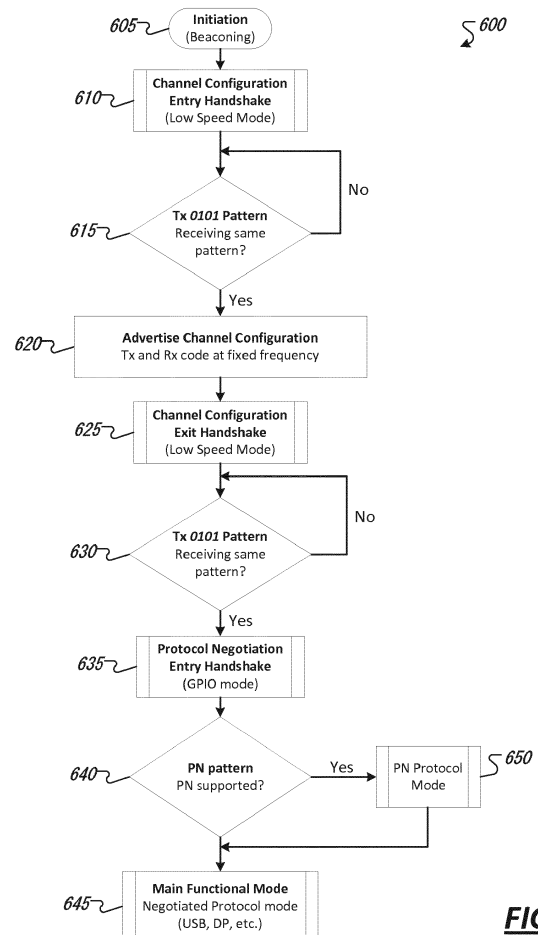 605
Initiation
(Beaconing)
600
610
Channel Configuration
Entry Handshake
(Low Speed Mode)
No
615
Tx 0101 Pattern
Receiving same
pattern?
Yes
620
Advertise Channel Configuration
Tx and Rx code at fixed frequency
625
Channel Configuration
Exit Handshake
(Low Speed Mode)
No
630
Tx 0101 Pattern
Receiving same
pattern?
Yes
635
Protocol Negotiation
Entry Handshake
(GPIO mode)
640
PN pattern
PN supported?
Yes
PN Protocol
Mode
650
645
Main Functional Mode
Negotiated Protocol mode
(USB, DP, etc.)
FIG